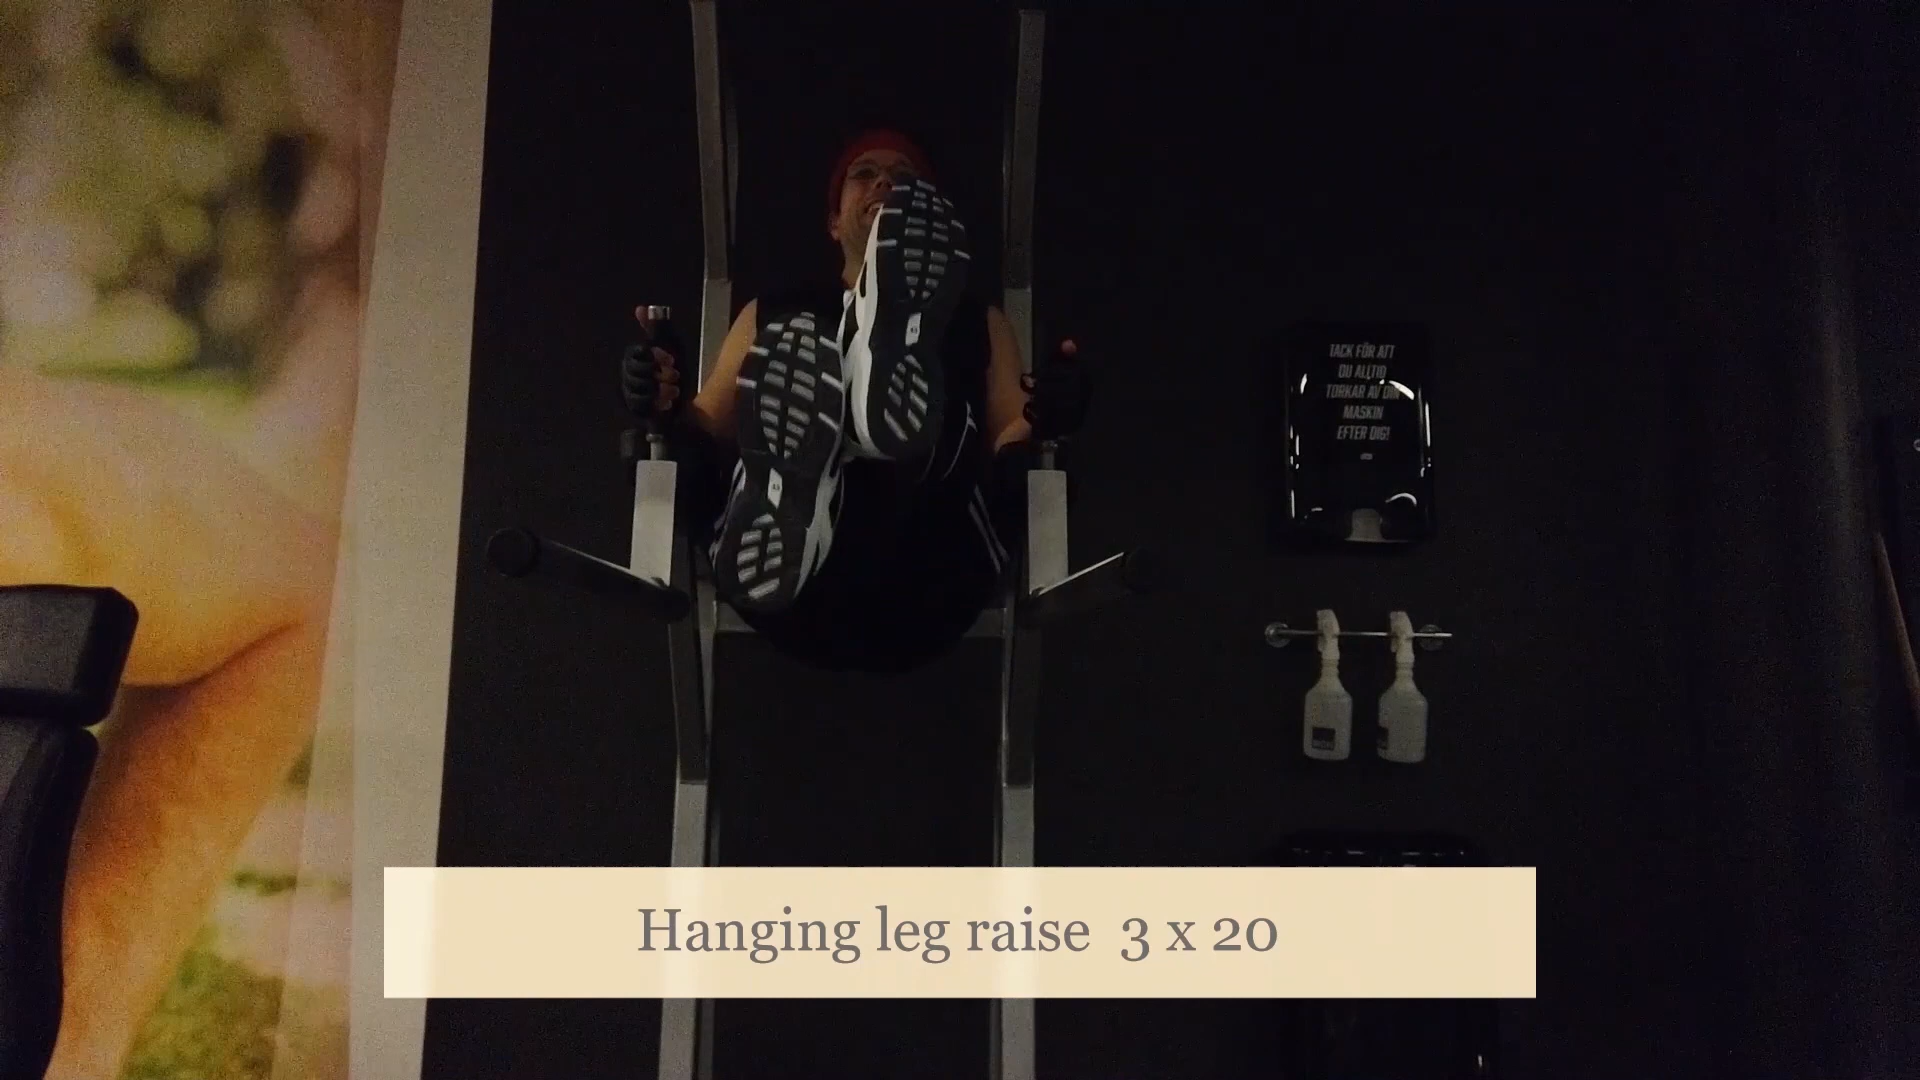 TACK FÖR ATT
DU ALLTID
TORKAR AV DIN
MASKIN
EFTER DIG!
Hanging leg raise 3 x 20